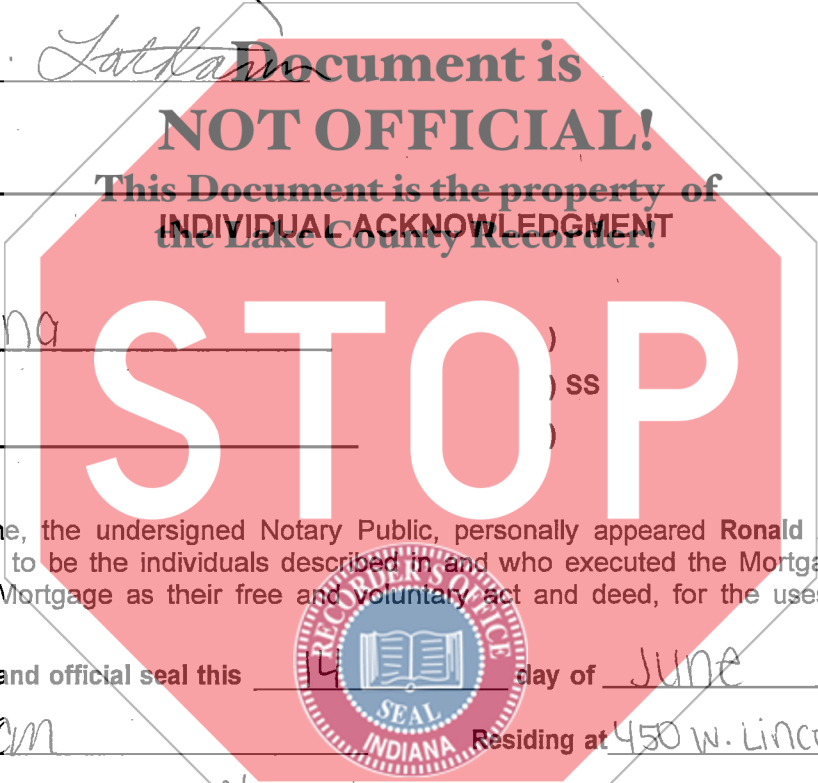 Latham
Document is
NOT OFFICIAL!
This Document is the property of
INDIVIDUAL ACKNOWLEDGMENT
the Lake County Recorder!
na )
STOP
) SS
)
e, the undersigned Notary Public, personally appeared Ronald
to be the individuals described in and who executed the Mortga
Mortgage as their free and voluntary act and deed, for the uses
RECORDER'S OFFICE
and official seal this 14 day of June
SEAL
Residing at 450 W. Linco
INDIANA